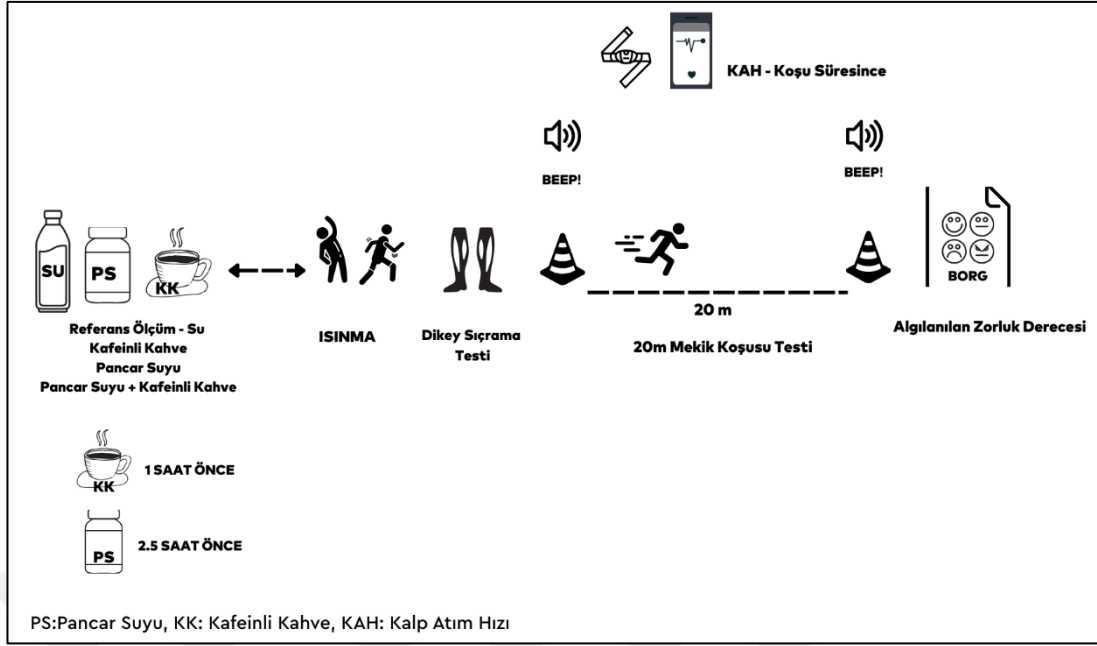 KAH - Koşu Süresince
BEEP!
BEEP!
SU
PS
KK
BORG
20 m
Referans Ölçüm - Su
Kafeinli Kahve
Pancar Suyu
Pancar Suyu + Kafeinli Kahve
ISINMA
Dikey Sıçrama
Testi
20m Mekik Koşusu Testi
Algılanılan Zorluk Derecesi
KK
1 SAAT ÖNCE
PS
2.5 SAAT ÖNCE
PS:Pancar Suyu, KK: Kafeinli Kahve, KAH: Kalp Atım Hızı